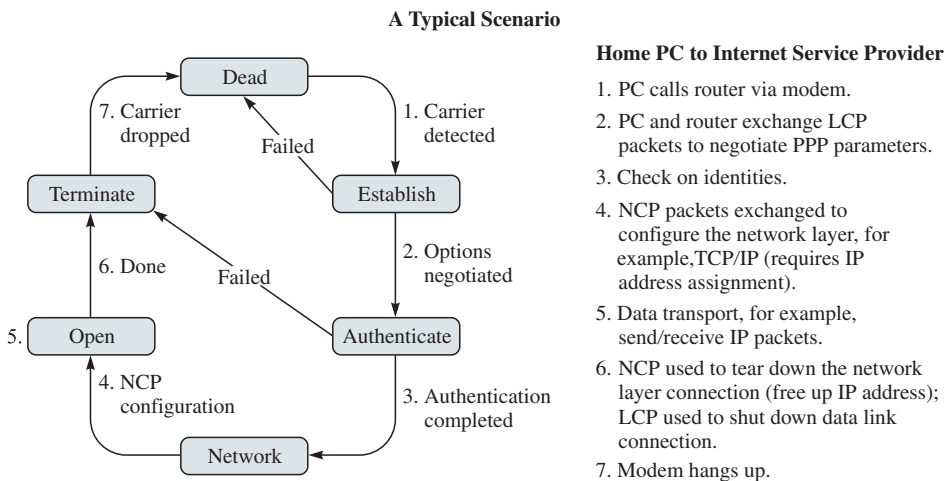 A Typical Scenario
Dead
7. Carrier
dropped
1. Carrier
detected
Failed
Terminate
Establish
2. Options
negotiated
6. Done
Failed
5.
Open
Authenticate
4. NCP
configuration
3. Authentication
completed
Network
Home PC to Internet Service Provider
1. PC calls router via modem.
2. PC and router exchange LCP
packets to negotiate PPP parameters.
3. Check on identities.
4. NCP packets exchanged to
configure the network layer, for
example,TCP/IP (requires IP
address assignment).
5. Data transport, for example,
send/receive IP packets.
6. NCP used to tear down the network
layer connection (free up IP address);
LCP used to shut down data link
connection.
7. Modem hangs up.